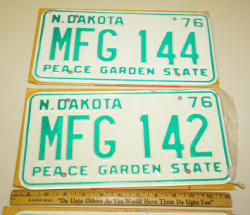 N. DAKOTA 76
MFG 144
PEACE GARDEN STATE
N. DAKOTA 76
MFG 142
PEACE GARDEN STATE
"Do Unto Others As You Would Have Them Do Unto You"